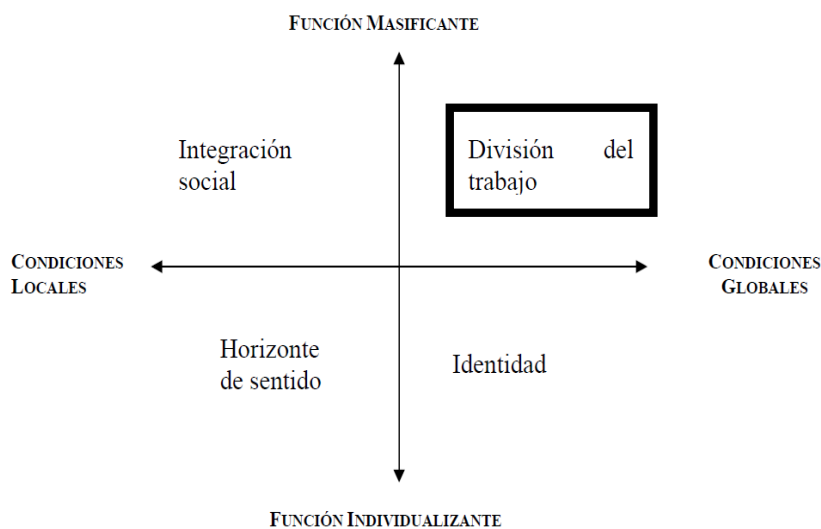 FUNCIÓN MASIFICANTE
Integración
social
División del
trabajo
CONDICIONES
LOCALES
CONDICIONES
GLOBALES
Horizonte
de sentido
Identidad
FUNCIÓN INDIVIDUALIZANTE